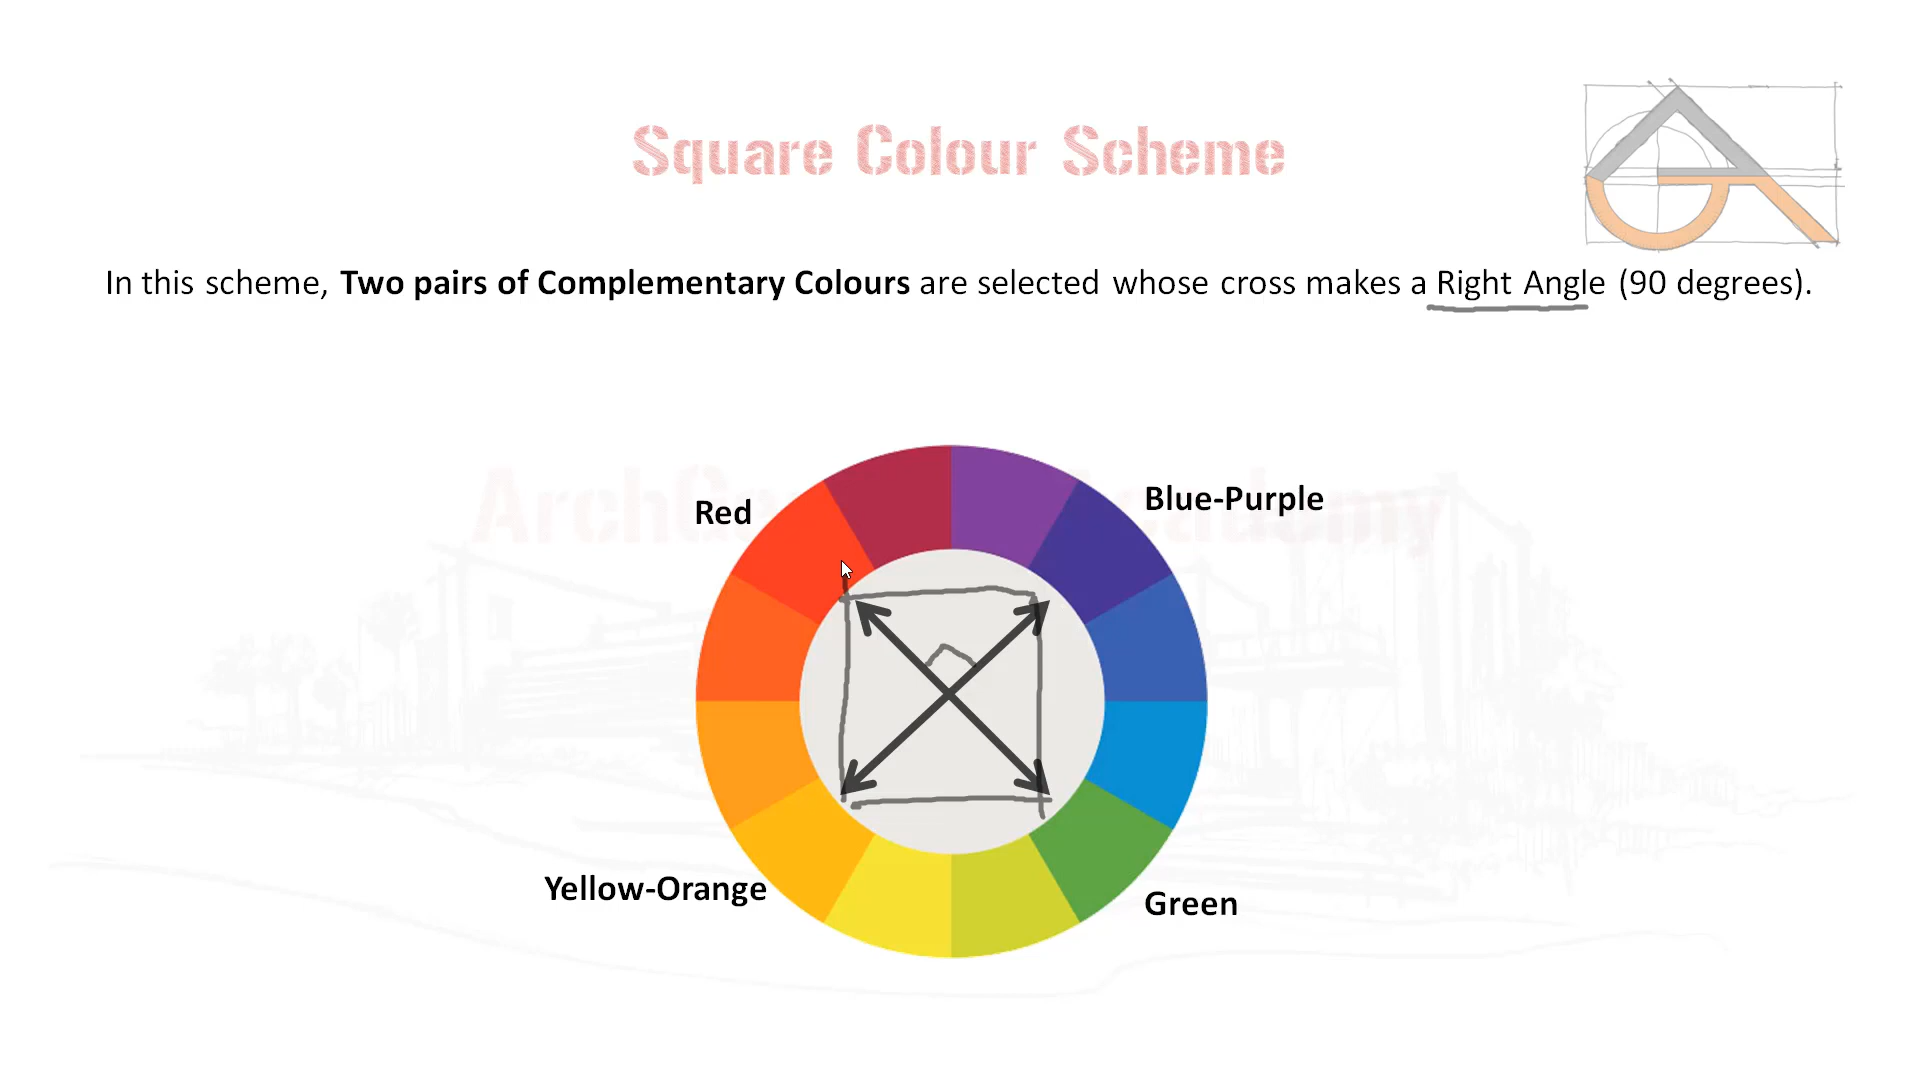 Square Colour Scheme
In this scheme, Two pairs of Complementary Colours are selected whose cross makes a Right Angle (90 degrees).
Red
Blue-Purple
Yellow-Orange
Green